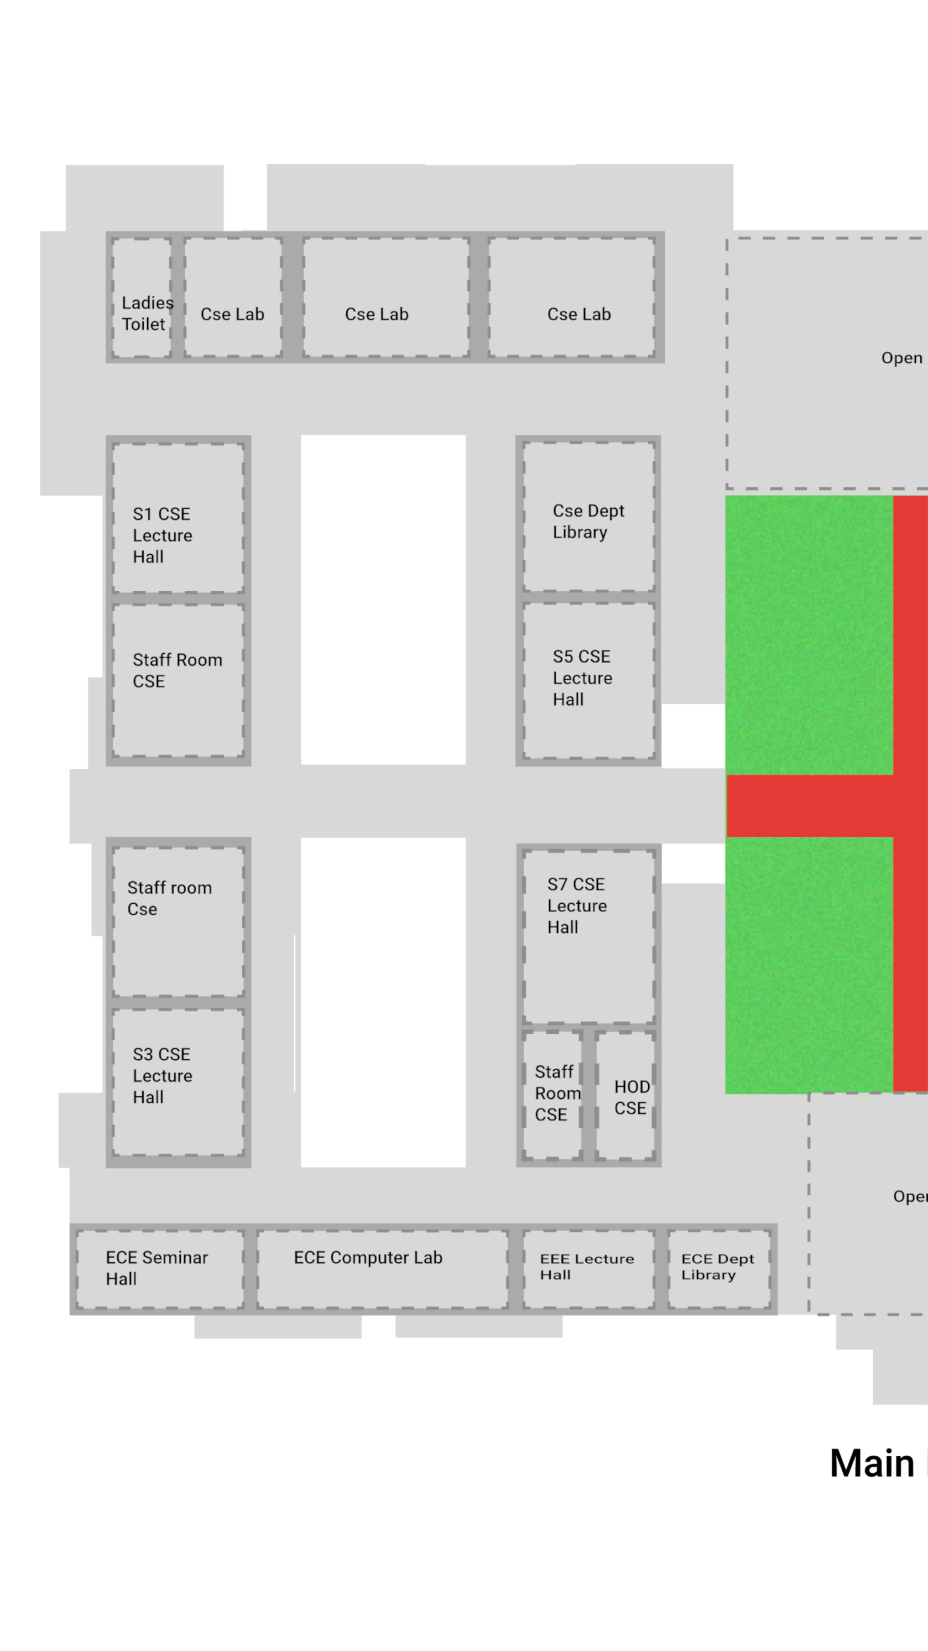 Ladies
Toilet
Cse Lab
Cse Lab
Cse Lab
Open
S1 CSE
Lecture
Hall
Cse Dept
Library
Staff Room
CSE
S5 CSE
Lecture
Hall
Staff room
Cse
S7 CSE
Lecture
Hall
S3 CSE
Lecture
Hall
Staff
Room
CSE
HOD
CSE
ECE Seminar
Hall
ECE Computer Lab
EEE Lecture
Hall
ECE Dept
Library
Main